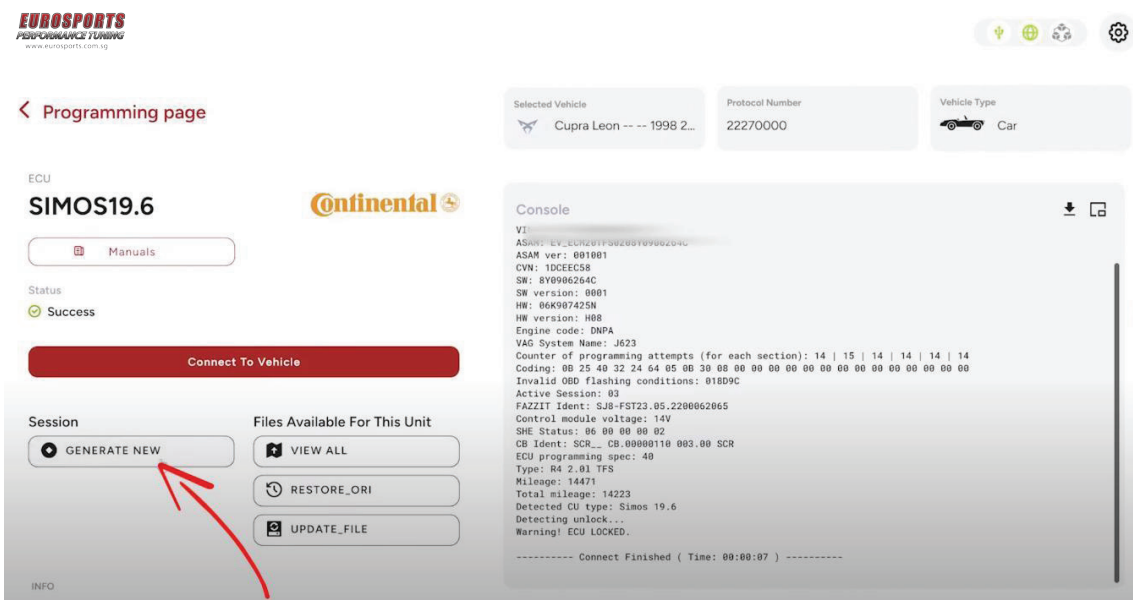 EUROSPORTS
PERFORMANCE TUNING
www.eurosports.com.sg
Programming page
Selected Vehicle
Cupra Leon -- -- 1998 2...
Protocol Number
22270000
Vehicle Type
Car
ECU
SIMOS19.6
Continental
Manuals
Status
Success
Connect To Vehicle
Session
GENERATE NEW
Files Available For This Unit
VIEW ALL
RESTORE_ORI
UPDATE_FILE
INFO
Console
ASAM ver: 001001
CVN: 1DCEEC58
SW: 8Y0906264C
SW version: 0001
HW: 06K907425N
HW version: H08
Engine code: DNPA
VAG System Name: J623
Counter of programming attempts (for each section): 14 | 15 | 14 | 14 | 14 | 14
Coding: 0B 25 40 32 24 64 05 0B 30 08 00 00 00 00 00 00 00 00 00 00 00 00 00 00
Invalid OBD flashing conditions: 018D9C
Active Session: 03
FAZZIT Ident: SJ8-FST23.05.2200062065
Control module voltage: 14V
SHE Status: 06 00 00 00 02
CB Ident: SCR__ CB.00000110 003.00 SCR
ECU programming spec: 40
Type: R4 2.0l TFS
Mileage: 14471
Total mileage: 14223
Detected CU type: Simos 19.6
Detecting unlock...
Warning! ECU LOCKED.
---------- Connect Finished ( Time: 00:00:07 ) ----------